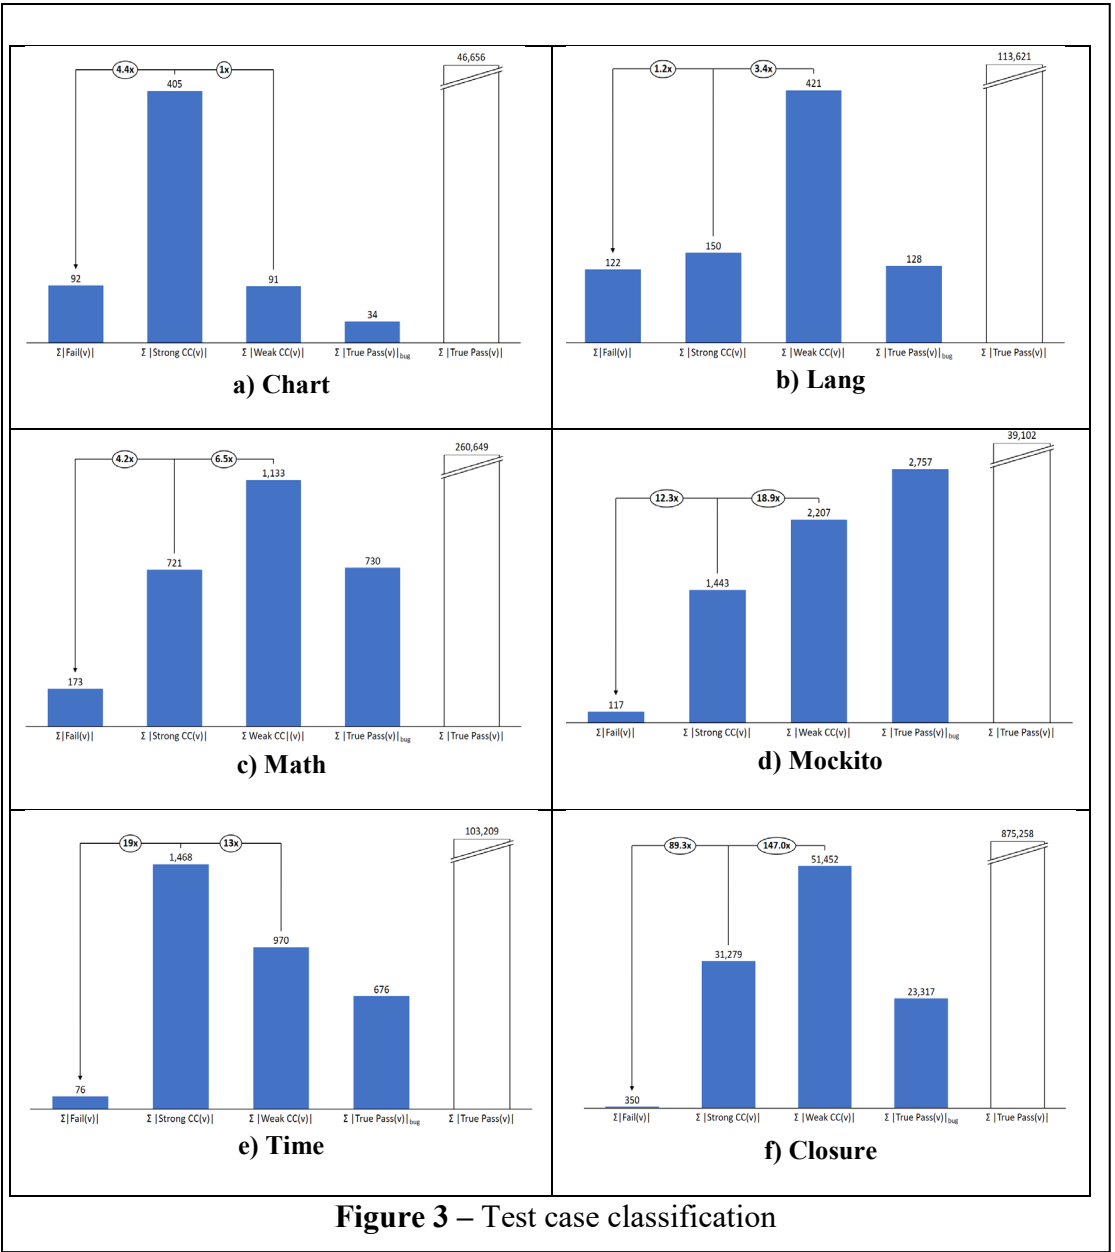 46,656
4.4x 1x
405
92
91
34
Σ|Fail(v)| Σ |Strong CC(v)| Σ |Weak CC(v)| Σ |True Pass(v)|bug Σ |True Pass(v)|
a) Chart
113,621
1.2x 3.4x
421
122
150
128
Σ|Fail(v)| Σ |Strong CC(v)| Σ |Weak CC(v)| Σ |True Pass(v)|bug Σ |True Pass(v)|
b) Lang
260,649
4.2x 6.5x
1,133
721
730
173
Σ|Fail(v)| Σ |Strong CC(v)| Σ Weak CC|(v)| Σ |True Pass(v)|bug Σ |True Pass(v)|
c) Math
39,102
2,757
12.3x 18.9x
2,207
1,443
117
Σ|Fail(v)| Σ |Strong CC(v)| Σ |Weak CC(v)| Σ |True Pass(v)|bug Σ |True Pass(v)|
d) Mockito
103,209
19x 13x
1,468
970
676
76
Σ|Fail(v)| Σ |Strong CC(v)| Σ |Weak CC(v)| Σ |True Pass(v)|bug Σ |True Pass(v)|
e) Time
875,258
89.3x 147.0x
51,452
31,279
23,317
350
Σ|Fail(v)| Σ |Strong CC(v)| Σ |Weak CC(v)| Σ |True Pass(v)|bug Σ |True Pass(v)|
f) Closure
Figure 3 – Test case classification